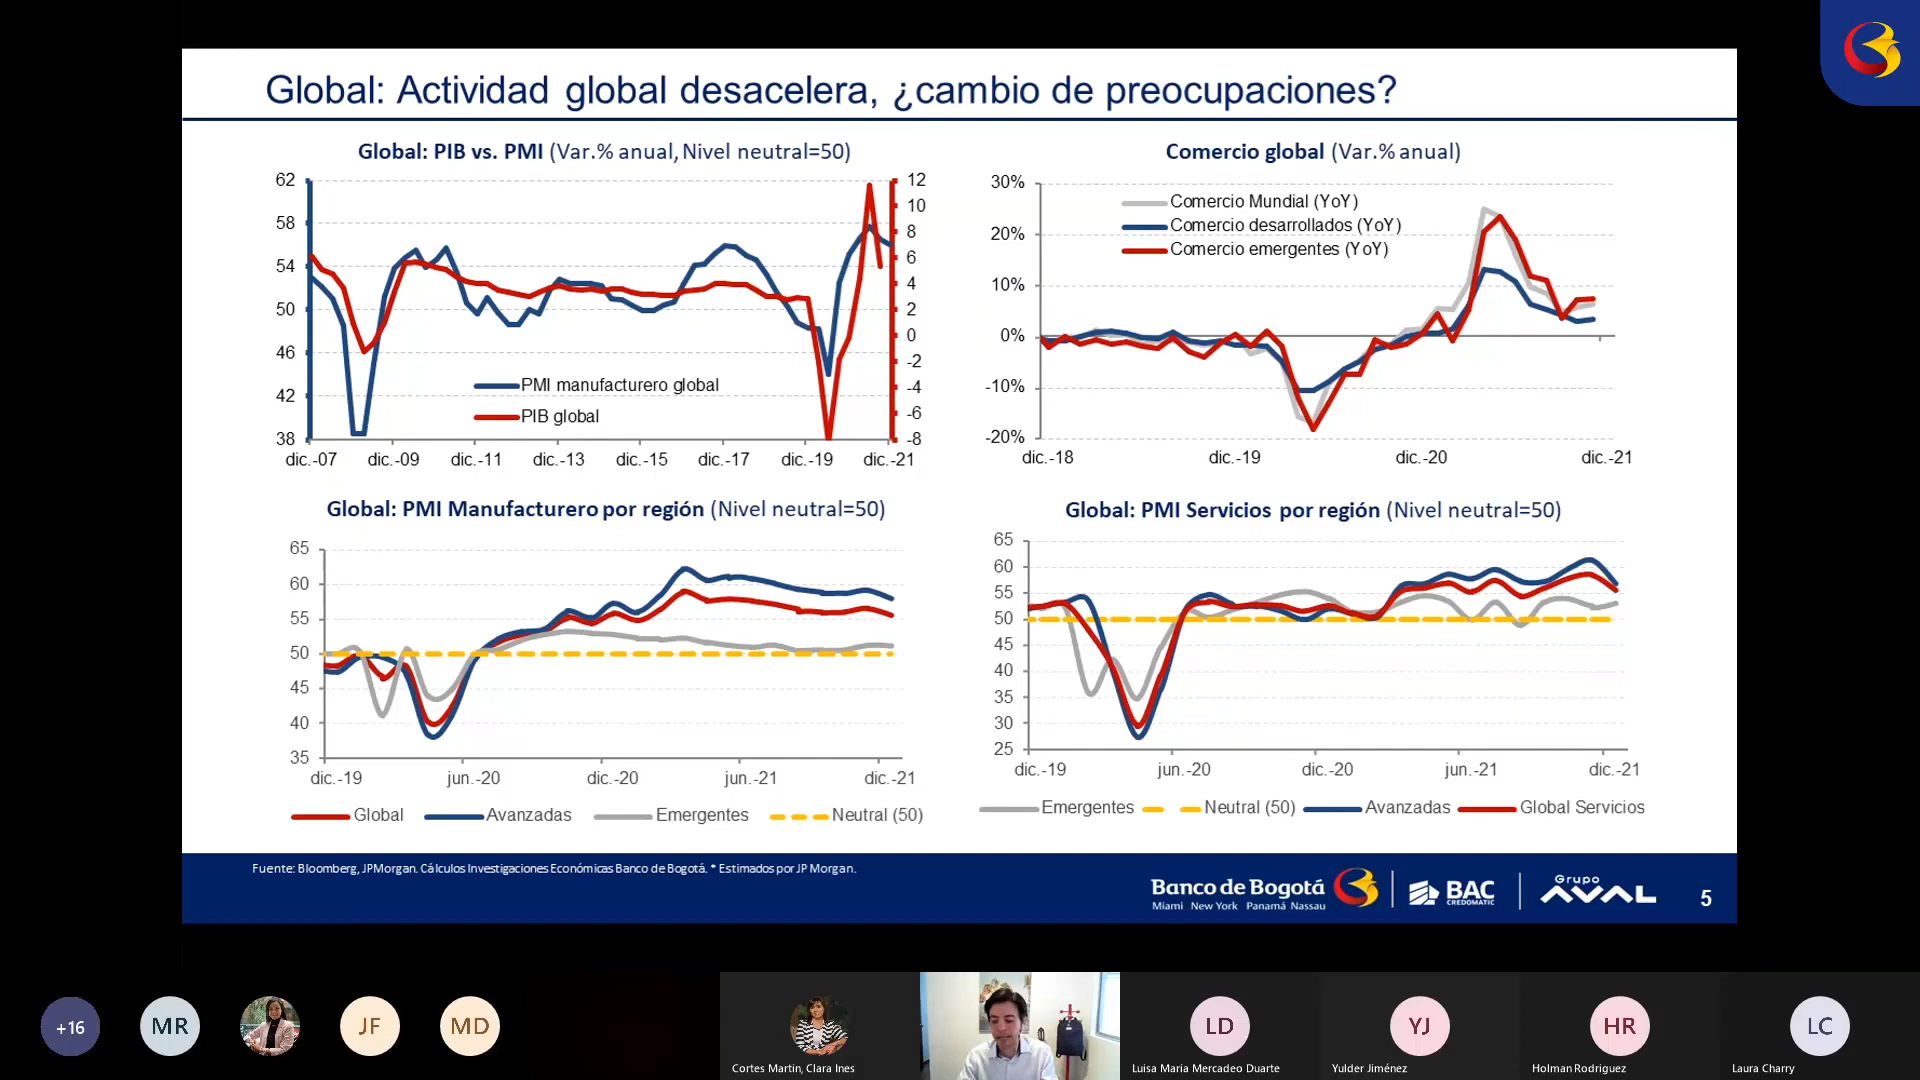 Global: Actividad global desacelera, ¿cambio de preocupaciones?
Global: PIB vs. PMI (Var.% anual, Nivel neutral=50)
62
58
54
50
46
42
38
12
10
8
6
4
2
0
-2
-4
-6
-8
PMI manufacturero global
PIB global
dic.-07 dic.-09 dic.-11 dic.-13 dic.-15 dic.-17 dic.-19 dic.-21
Comercio global (Var.% anual)
30%
20%
10%
0%
-10%
-20%
Comercio Mundial (YoY)
Comercio desarrollados (YoY)
Comercio emergentes (YoY)
dic.-18 dic.-19 dic.-20 dic.-21
Global: PMI Manufacturero por región (Nivel neutral=50)
65
60
55
50
45
40
35
dic.-19 jun.-20 dic.-20 jun.-21 dic.-21
Global Avanzadas Emergentes Neutral (50)
Global: PMI Servicios por región (Nivel neutral=50)
65
60
55
50
45
40
35
30
25
dic.-19 jun.-20 dic.-20 jun.-21 dic.-21
Emergentes Neutral (50) Avanzadas Global Servicios
Fuente: Bloomberg, JPMorgan. Cálculos Investigaciones Económicas Banco de Bogotá. * Estimados por JP Morgan.
Banco de Bogotá
Miami New York Panamá Nassau
BAC
CREDOMATIC
Grupo
AVAL
5
+16
MR
JF
MD
LD
YJ
HR
LC
Cortes Martin, Clara Ines
Luisa Maria Mercadeo Duarte
Yulder Jiménez
Holman Rodriguez
Laura Charry